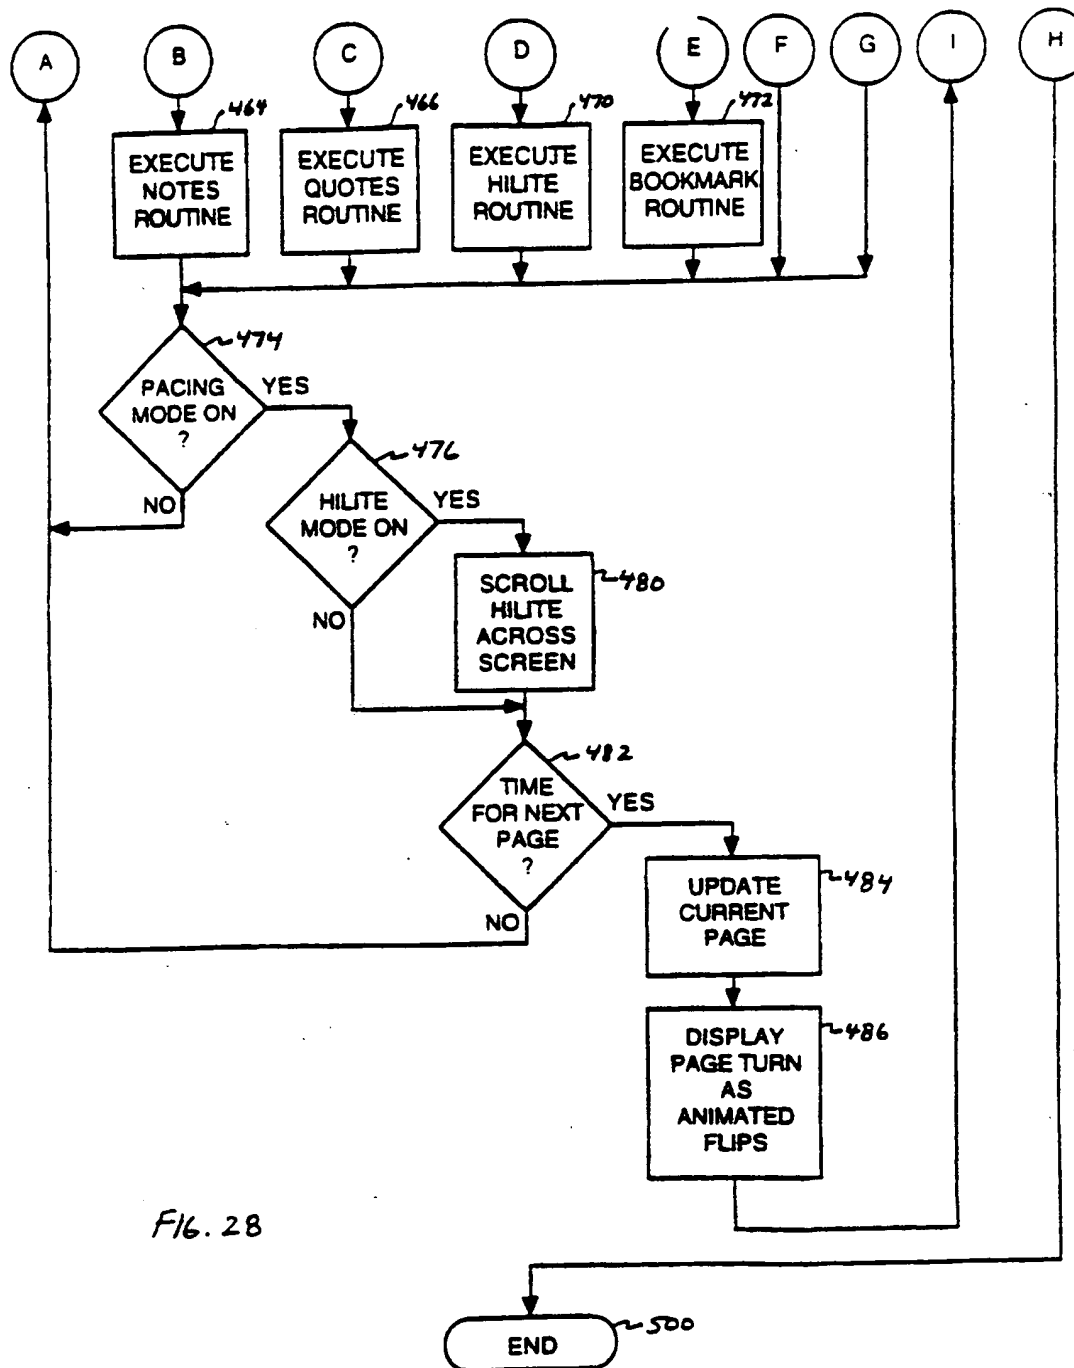 A
B
C
D
E
F
G
I
H
464
466
470
472
EXECUTE
NOTES
ROUTINE
EXECUTE
QUOTES
ROUTINE
EXECUTE
HILITE
ROUTINE
EXECUTE
BOOKMARK
ROUTINE
474
PACING
MODE ON
?
YES
NO
476
HILITE
MODE ON
?
YES
NO
480
SCROLL
HILITE
ACROSS
SCREEN
482
TIME
FOR NEXT
PAGE
?
YES
NO
484
UPDATE
CURRENT
PAGE
486
DISPLAY
PAGE TURN
AS
ANIMATED
FLIPS
FIG. 28
END
500